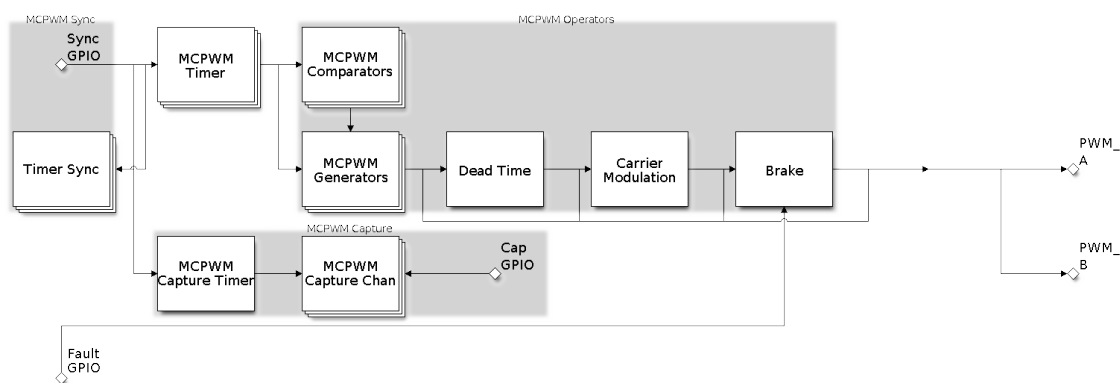 MCPWM Sync
MCPWM Operators
Sync
GPIO
MCPWM
Timer
MCPWM
Comparators
Timer Sync
MCPWM
Generators
Dead Time
Carrier
Modulation
Brake
PWM_
A
MCPWM Capture
MCPWM
Capture Timer
MCPWM
Capture Chan
Cap
GPIO
PWM_
B
Fault
GPIO